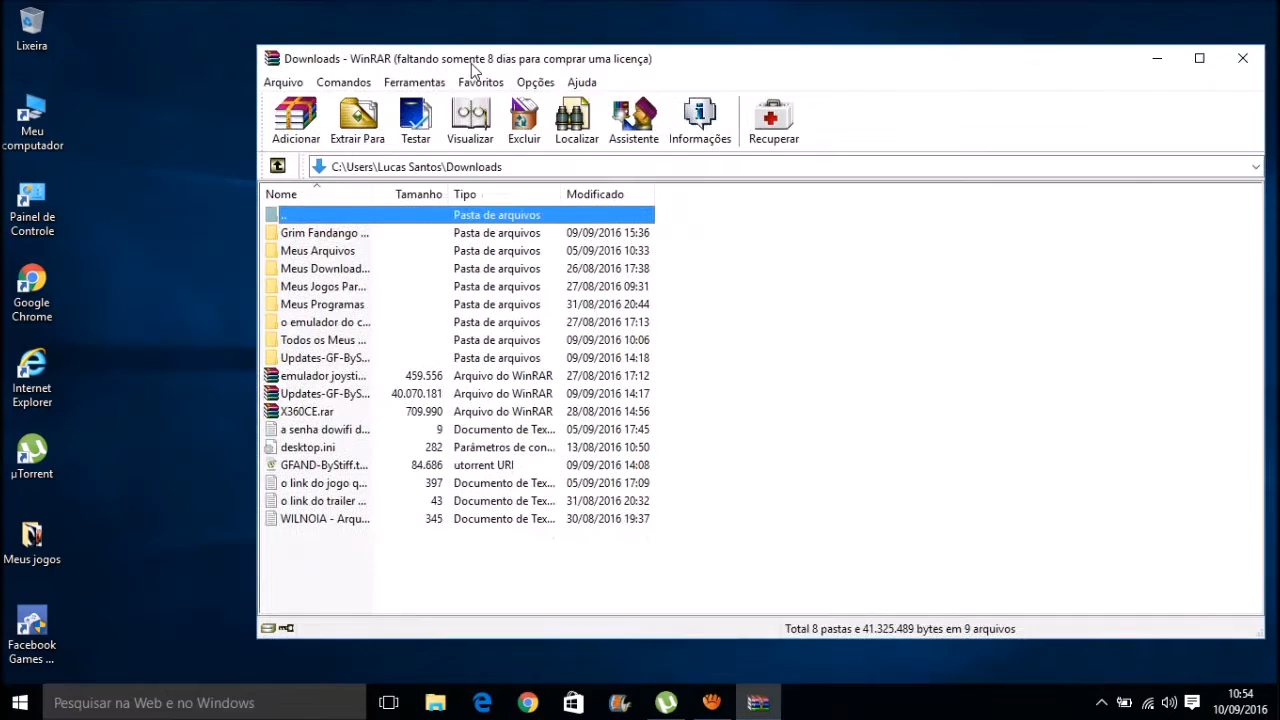 Lixeira
Meu
computador
Painel de
Controle
Google
Chrome
Internet
Explorer
µTorrent
Meus jogos
Facebook
Games ...
Downloads - WinRAR (faltando somente 8 dias para comprar uma licença)
Arquivo Comandos Ferramentas Favoritos Opções Ajuda
Adicionar Extrair Para Testar Visualizar Excluir Localizar Assistente Informações Recuperar
C:\Users\Lucas Santos\Downloads
Nome Tamanho Tipo Modificado
.. Pasta de arquivos
Grim Fandango ... Pasta de arquivos 09/09/2016 15:36
Meus Arquivos Pasta de arquivos 05/09/2016 10:33
Meus Download... Pasta de arquivos 26/08/2016 17:38
Meus Jogos Par... Pasta de arquivos 27/08/2016 09:31
Meus Programas Pasta de arquivos 31/08/2016 20:44
o emulador do c... Pasta de arquivos 27/08/2016 17:13
Todos os Meus ... Pasta de arquivos 09/09/2016 10:06
Updates-GF-ByS... Pasta de arquivos 09/09/2016 14:18
emulador joysti... 459.556 Arquivo do WinRAR 27/08/2016 17:12
Updates-GF-ByS... 40.070.181 Arquivo do WinRAR 09/09/2016 14:17
X360CE.rar 709.990 Arquivo do WinRAR 28/08/2016 14:56
a senha dowifi d... 9 Documento de Tex... 05/09/2016 17:45
desktop.ini 282 Parâmetros de con... 13/08/2016 10:50
GFAND-ByStiff.t... 84.686 utorrent URI 09/09/2016 14:08
o link do jogo q... 397 Documento de Tex... 05/09/2016 17:09
o link do trailer ... 43 Documento de Tex... 31/08/2016 20:32
WILNOIA - Arqu... 345 Documento de Tex... 30/08/2016 19:37
Total 8 pastas e 41.325.489 bytes em 9 arquivos
Pesquisar na Web e no Windows
10:54
10/09/2016